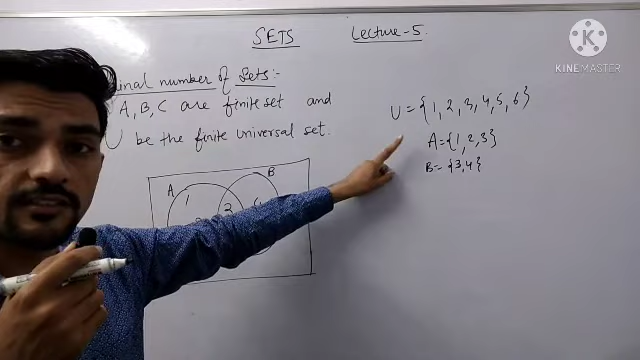 SETS Lecture-5
number of Sets:-
A, B, C are finite set and
U be the finite universal set.
U = {1, 2, 3, 4, 5, 6}
A = {1, 2, 3}
B = {3, 4}
A B
1 3
KINEMASTER